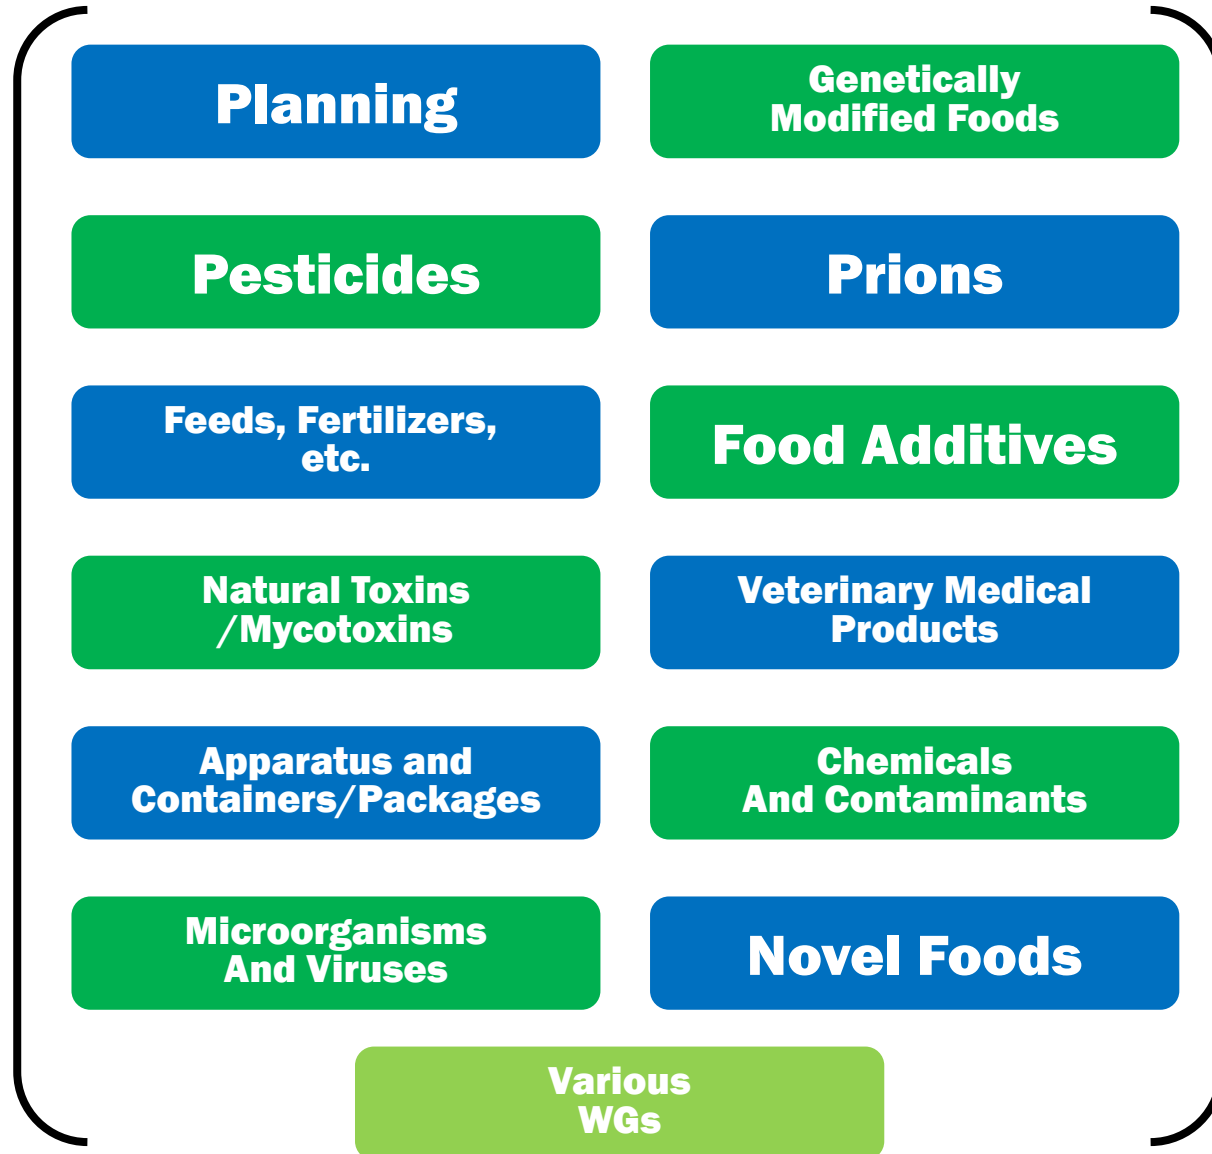 Planning
Genetically
Modified Foods
Pesticides
Prions
Feeds, Fertilizers,
etc.
Food Additives
Natural Toxins
/Mycotoxins
Veterinary Medical
Products
Apparatus and
Containers/Packages
Chemicals
And Contaminants
Microorganisms
And Viruses
Novel Foods
Various
WGs